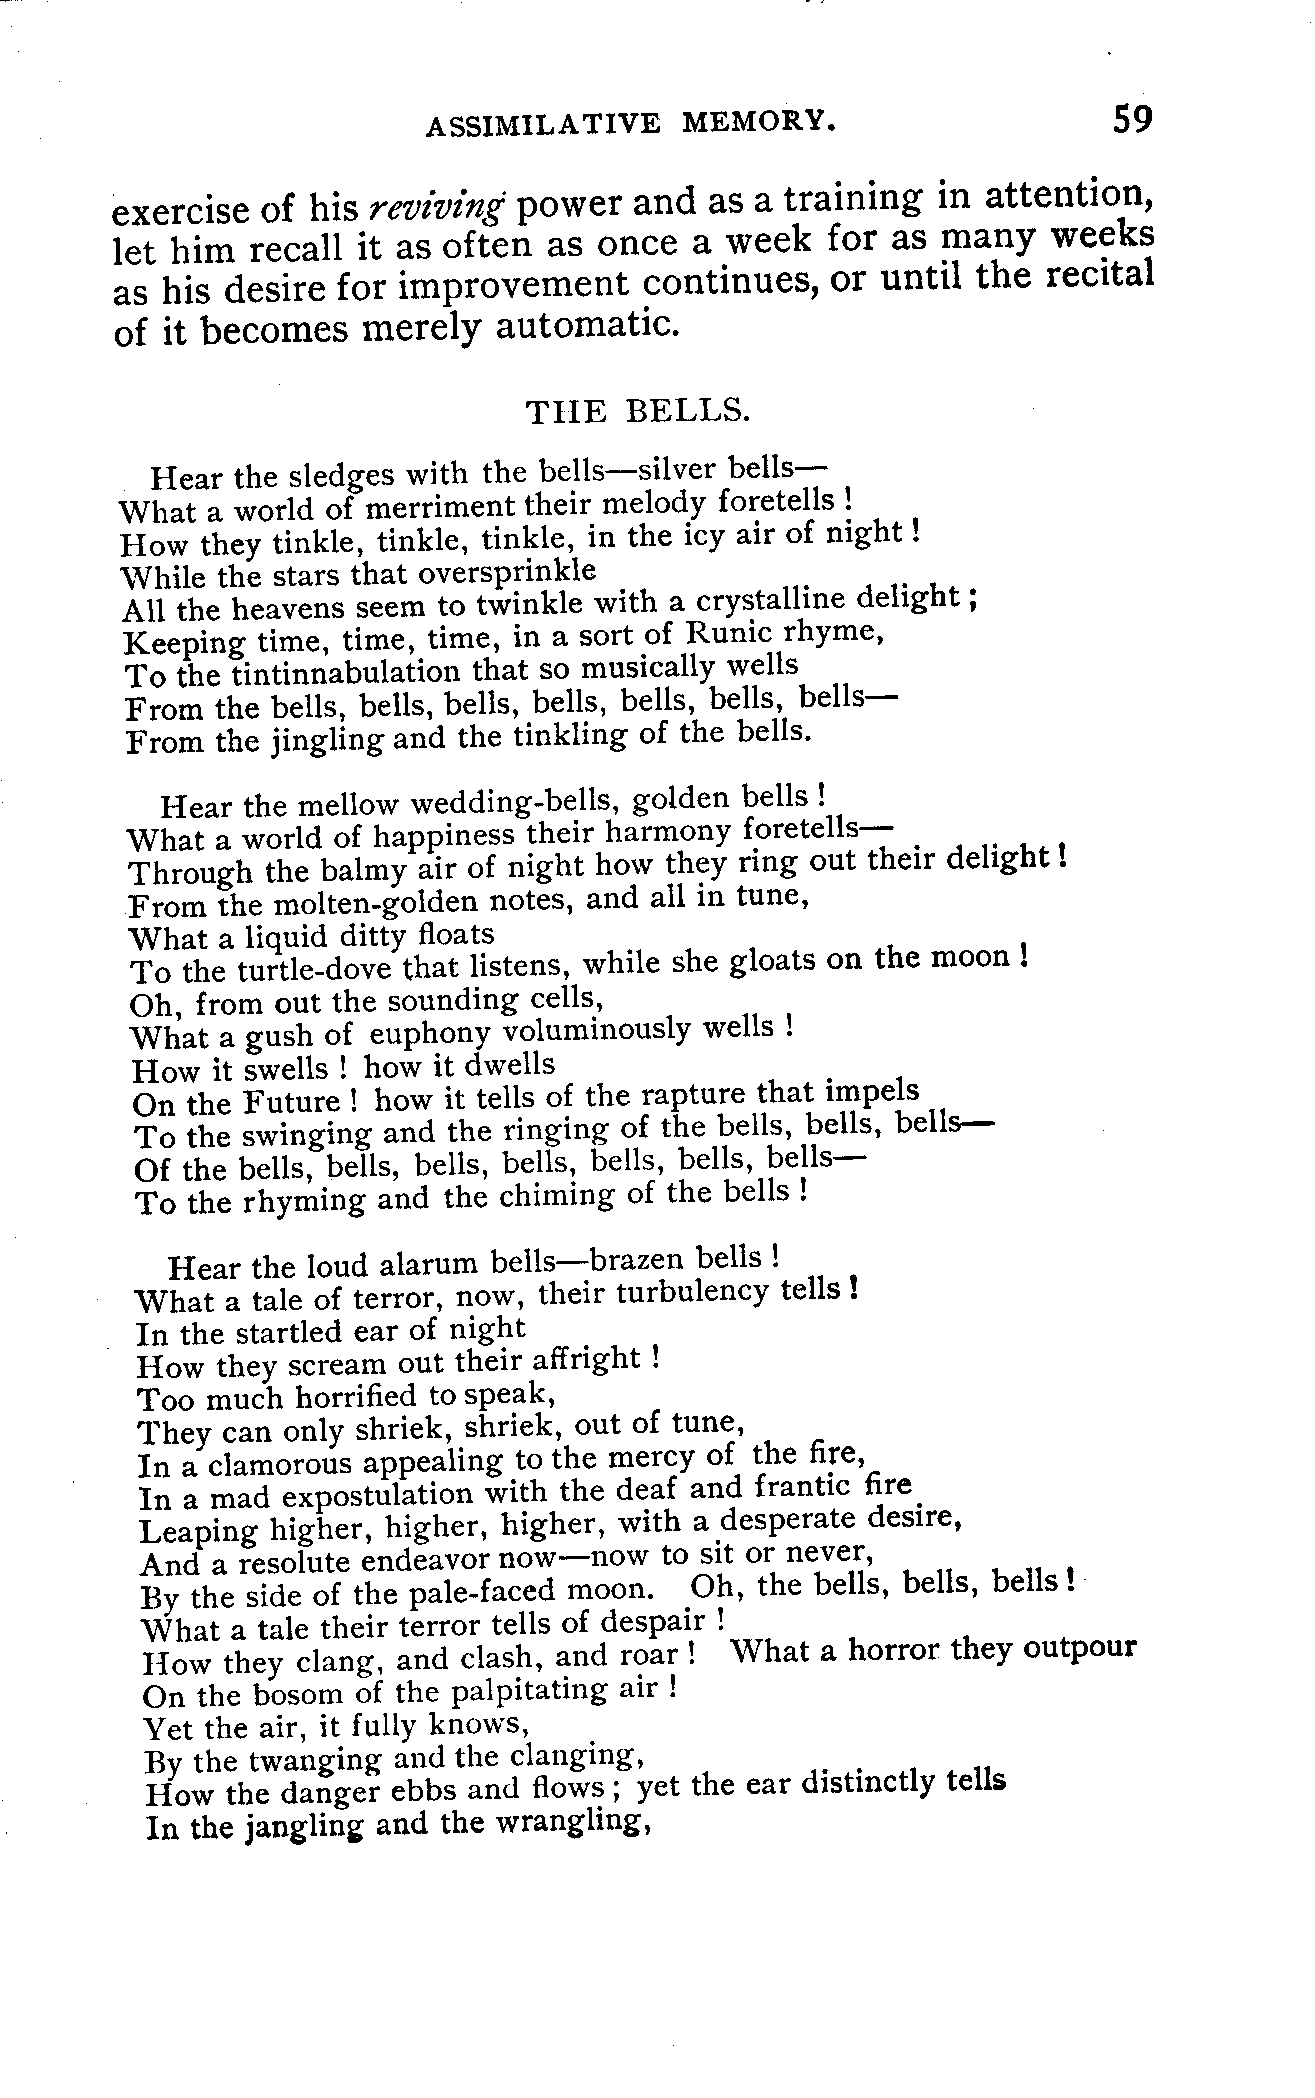 ASSIMILATIVE MEMORY. 59
exercise of his reviving power and as a training in attention,
let him recall it as often as once a week for as many weeks
as his desire for improvement continues, or until the recital
of it becomes merely automatic.
THE BELLS.
Hear the sledges with the bells—silver bells—
What a world of merriment their melody foretells !
How they tinkle, tinkle, tinkle, in the icy air of night !
While the stars that oversprinkle
All the heavens seem to twinkle with a crystalline delight ;
Keeping time, time, time, in a sort of Runic rhyme,
To the tintinnabulation that so musically wells
From the bells, bells, bells, bells, bells, bells, bells—
From the jingling and the tinkling of the bells.
Hear the mellow wedding-bells, golden bells !
What a world of happiness their harmony foretells—
Through the balmy air of night how they ring out their delight !
From the molten-golden notes, and all in tune,
What a liquid ditty floats
To the turtle-dove that listens, while she gloats on the moon !
Oh, from out the sounding cells,
What a gush of euphony voluminously wells !
How it swells ! how it dwells
On the Future ! how it tells of the rapture that impels
To the swinging and the ringing of the bells, bells, bells—
Of the bells, bells, bells, bells, bells, bells, bells—
To the rhyming and the chiming of the bells !
Hear the loud alarum bells—brazen bells !
What a tale of terror, now, their turbulency tells !
In the startled ear of night
How they scream out their affright !
Too much horrified to speak,
They can only shriek, shriek, out of tune,
In a clamorous appealing to the mercy of the fire,
In a mad expostulation with the deaf and frantic fire
Leaping higher, higher, higher, with a desperate desire,
And a resolute endeavor now—now to sit or never,
By the side of the pale-faced moon. Oh, the bells, bells, bells !
What a tale their terror tells of despair !
How they clang, and clash, and roar ! What a horror they outpour
On the bosom of the palpitating air !
Yet the air, it fully knows,
By the twanging and the clanging,
How the danger ebbs and flows ; yet the ear distinctly tells
In the jangling and the wrangling,